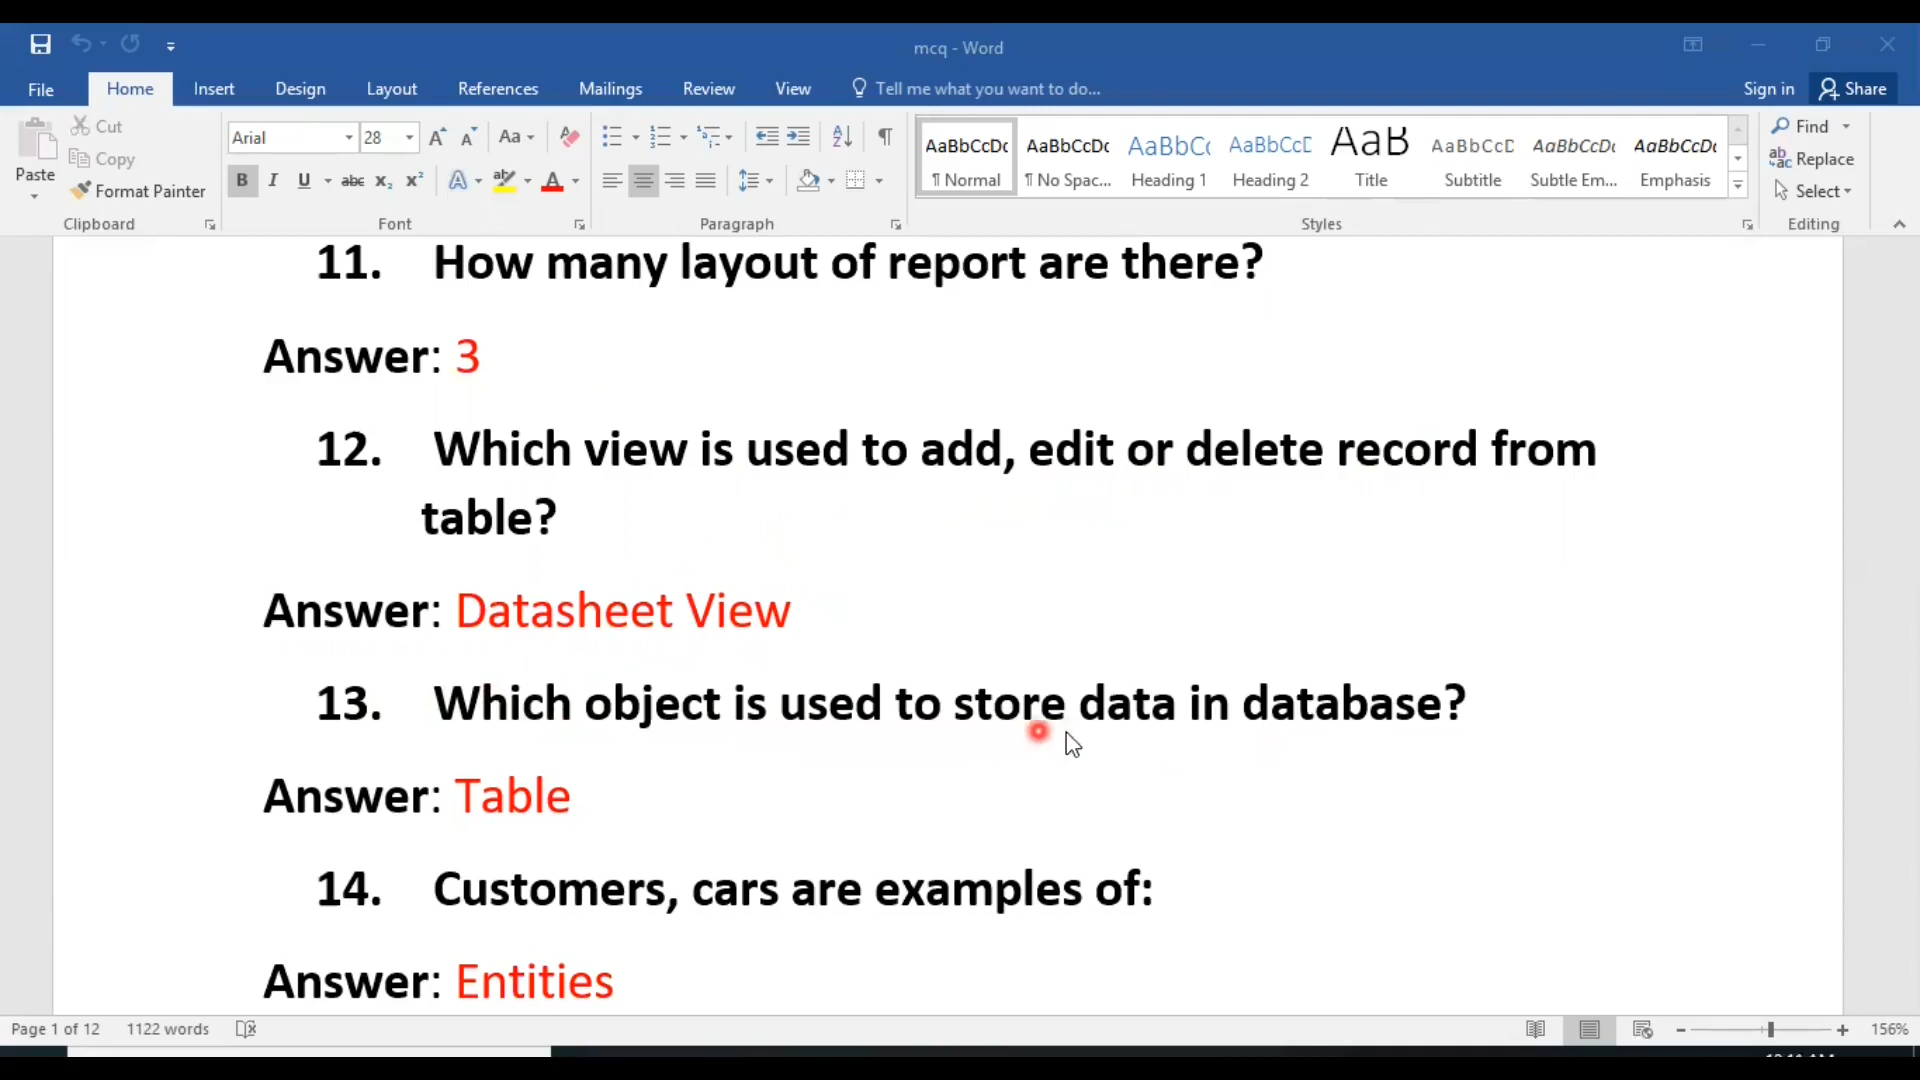 mcq - Word
File Home Insert Design Layout References Mailings Review View Tell me what you want to do... Sign in Share
Paste Cut Copy Format Painter
Clipboard
Arial 28 Aa
B I U abc X₂ X² A ab A
Font
Paragraph
AaBbCcDc AaBbCcDc AaBbCc AaBbCcD AaB AaBbCcD AaBbCcDc AaBbCcDc
¶ Normal ¶ No Spac... Heading 1 Heading 2 Title Subtitle Subtle Em... Emphasis
Styles
Find
Replace
Select
Editing
11. How many layout of report are there?
Answer: 3
12. Which view is used to add, edit or delete record from
table?
Answer: Datasheet View
13. Which object is used to store data in database?
Answer: Table
14. Customers, cars are examples of:
Answer: Entities
Page 1 of 12 1122 words 156%